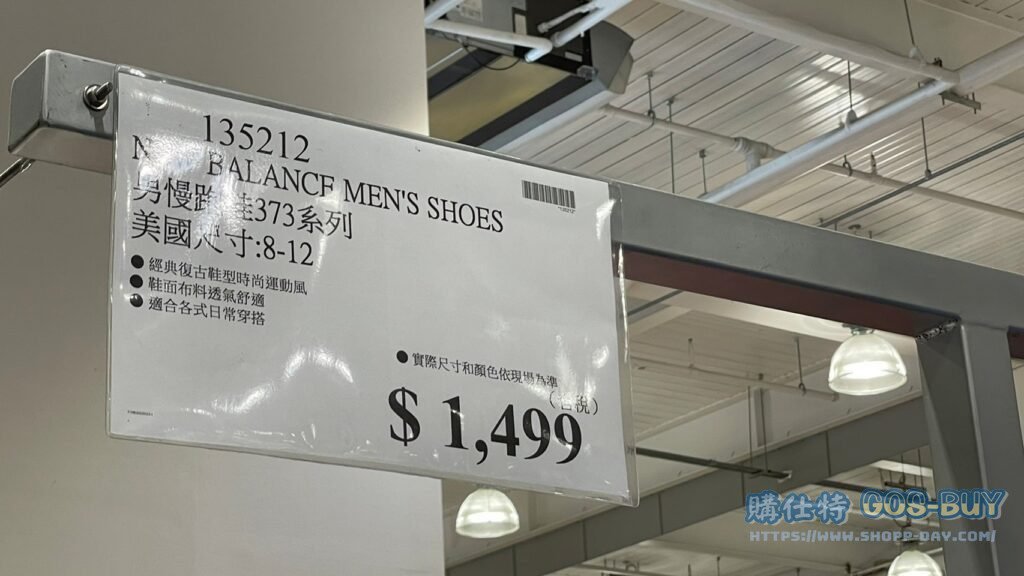 135212
NEW BALANCE MEN'S SHOES
男慢跑鞋373系列
美國尺寸:8-12
●經典復古鞋型時尚運動風
●鞋面布料透氣舒適
●適合各式日常穿搭
●實際尺寸和顏色依現場為準
(含稅)
$ 1,499
購仕特 GOS-BUY
HTTPS://WWW.SHOPP-DAY.COM/